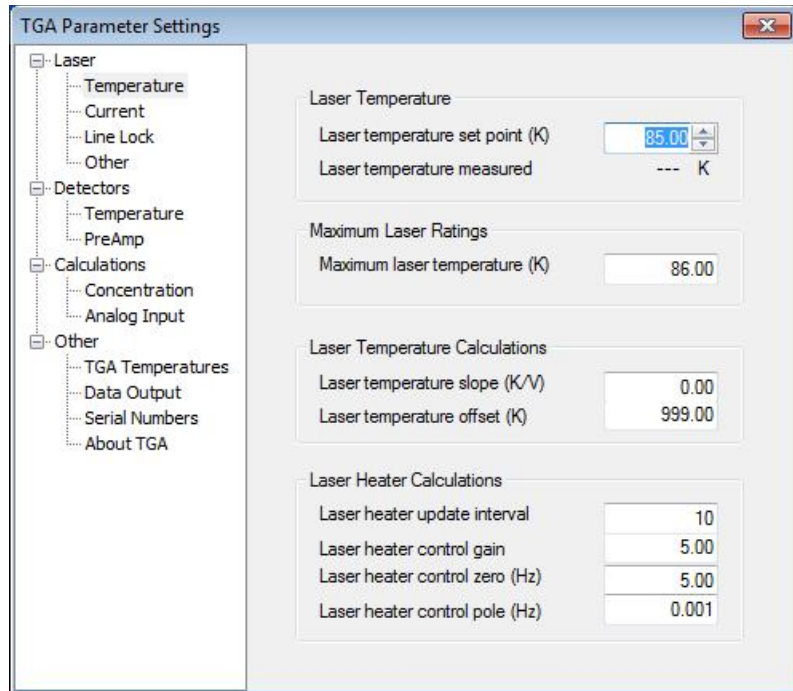 TGA Parameter Settings
Laser
Temperature
Current
Line Lock
Other
Detectors
Temperature
PreAmp
Calculations
Concentration
Analog Input
Other
TGA Temperatures
Data Output
Serial Numbers
About TGA
Laser Temperature
Laser temperature set point (K) 85.00
Laser temperature measured --- K
Maximum Laser Ratings
Maximum laser temperature (K) 86.00
Laser Temperature Calculations
Laser temperature slope (K/V) 0.00
Laser temperature offset (K) 999.00
Laser Heater Calculations
Laser heater update interval 10
Laser heater control gain 5.00
Laser heater control zero (Hz) 5.00
Laser heater control pole (Hz) 0.001